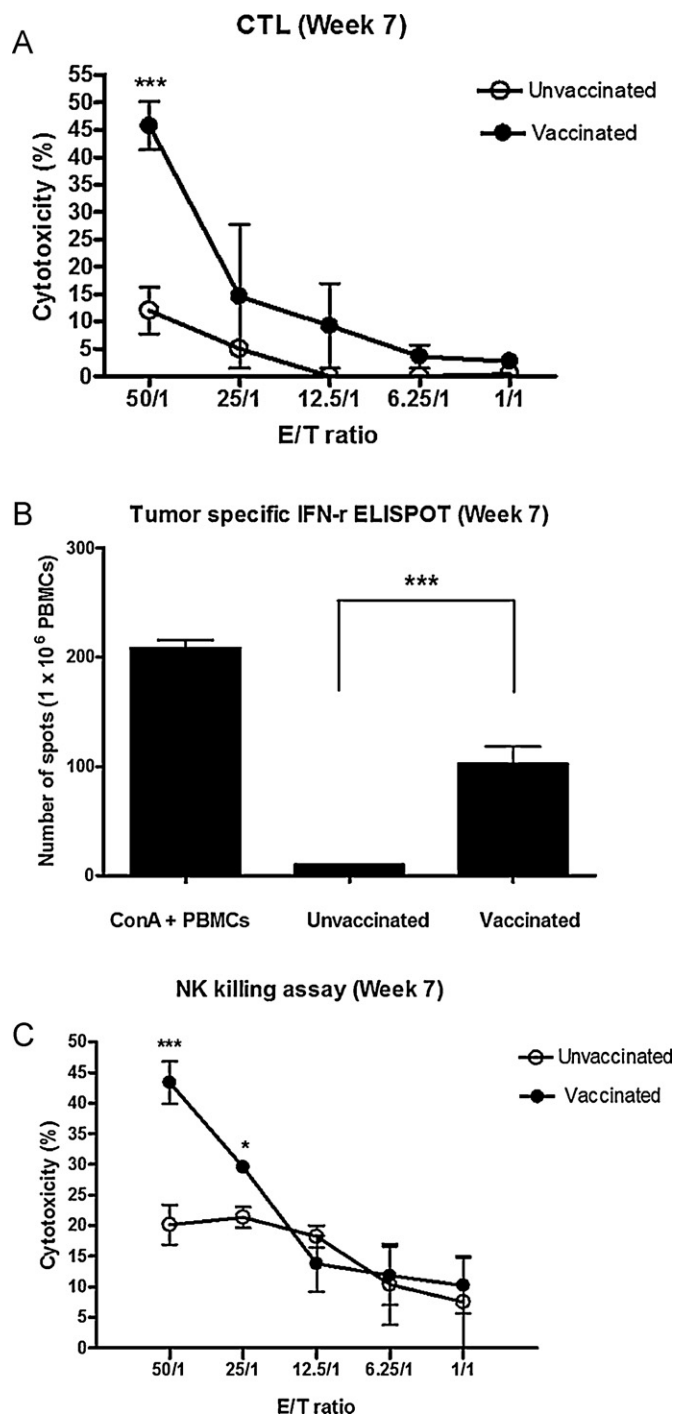 A
CTL (Week 7)
***
Unvaccinated
Vaccinated
Cytotoxicity (%)
55
50
45
40
35
30
25
20
15
10
5
0
50/1 25/1 12.5/1 6.25/1 1/1
E/T ratio
B
Tumor specific IFN-r ELISPOT (Week 7)
Number of spots (1 x 10⁶ PBMCs)
300
200
100
0
***
ConA + PBMCs Unvaccinated Vaccinated
NK killing assay (Week 7)
C
***
*
Unvaccinated
Vaccinated
Cytotoxicity (%)
50
45
40
35
30
25
20
15
10
5
0
50/1 25/1 12.5/1 6.25/1 1/1
E/T ratio